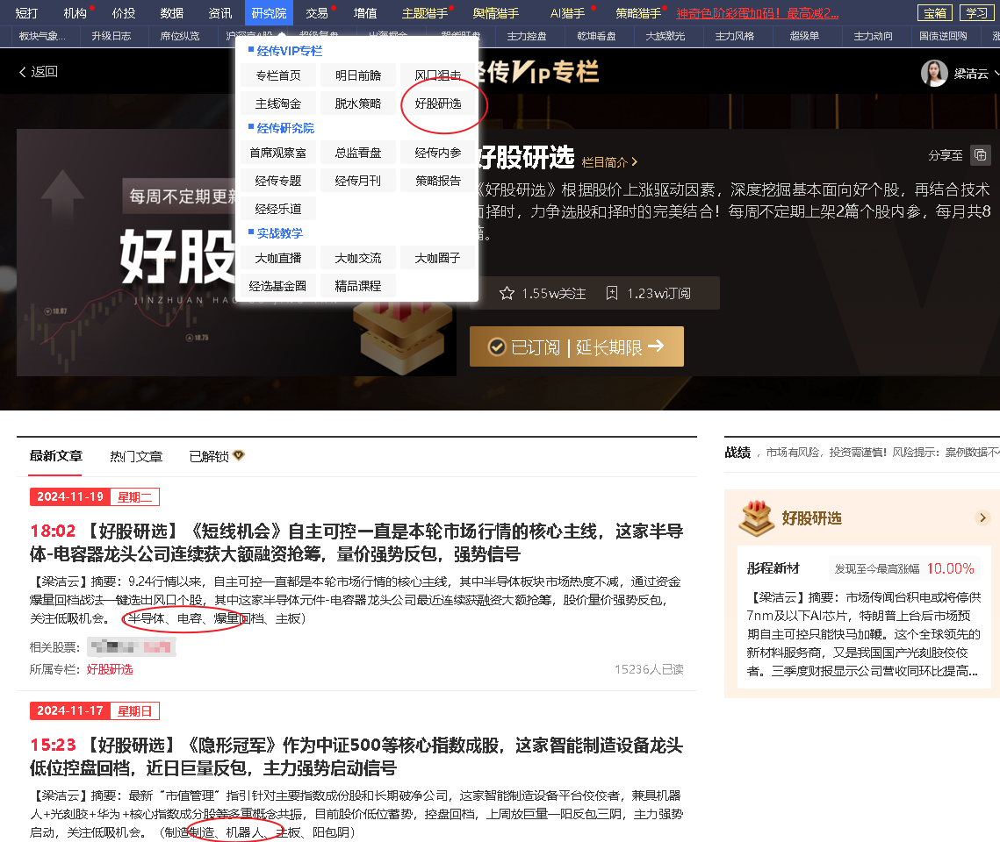 短打 机构 价投 数据 资讯 研究院 交易 增值 主题猎手 舆情猎手 AI猎手 策略猎手 神奇色阶彩蛋加码！最高减2... 宝箱 学习
板块气象... 升级日志 席位纵览 主力控盘 乾坤看盘 大族激光 主力风格 超级单 主力动向 国债逆回购
经传VIP专栏
专栏首页 明日前瞻 风口狙击
主线淘金 脱水策略 好股研选
经传研究院
首席观察室 总监看盘 经传内参
经传专题 经传月刊 策略报告
经经乐道
实战教学
大咖直播 大咖交流 大咖圈子
经选基金圈 精品课程
返回
经传VIP专栏
梁洁云
每周不定期更新
好股
JINZHUAN
18.87
18.75
好股研选 栏目简介
分享至
《好股研选》根据股价上涨驱动因素，深度挖掘基本面向好个股，再结合技术
面择时，力争选股和择时的完美结合！每周不定期上架2篇个股内参，每月共8
篇。
1.55w关注 1.23w订阅
已订阅 | 延长期限
最新文章 热门文章 已解锁
2024-11-19 星期二
18:02 【好股研选】《短线机会》自主可控一直是本轮市场行情的核心主线，这家半导
体-电容器龙头公司连续获大额融资抢筹，量价强势反包，强势信号
【梁洁云】摘要：9.24行情以来，自主可控一直都是本轮市场行情的核心主线，其中半导体板块市场热度不减，通过资金
爆量回档战法一键选出风口个股，其中这家半导体元件-电容器龙头公司最近连续获融资大额抢筹，股价量价强势反包，
关注低吸机会。（半导体、电容、爆量回档、主板）
相关股票：
所属专栏：好股研选
15236人已读
2024-11-17 星期日
15:23 【好股研选】《隐形冠军》作为中证500等核心指数成股，这家智能制造设备龙头
低位控盘回档，近日巨量反包，主力强势启动信号
【梁洁云】摘要：最新“市值管理”指引针对主要指数成份股和长期破净公司，这家智能制造设备平台佼佼者，兼具机器
人+光刻胶+华为+核心指数成分股等多重概念共振，目前股价低位蓄势，控盘回档，上周放巨量一阳反包三阴，主力强势
启动，关注低吸机会。（制造制造、机器人、主板、阳包阴）
战绩 ，市场有风险，投资需谨慎！风险提示：案例数据不
好股研选
彤程新材 发现至今最高涨幅 10.00%
【梁洁云】摘要：市场传闻台积电或将停供
7nm及以下AI芯片，特朗普上台后市场预
期自主可控只能快马加鞭。这个全球领先的
新材料服务商，又是我国国产光刻胶佼佼
者。三季度财报显示公司营收同环比提高...